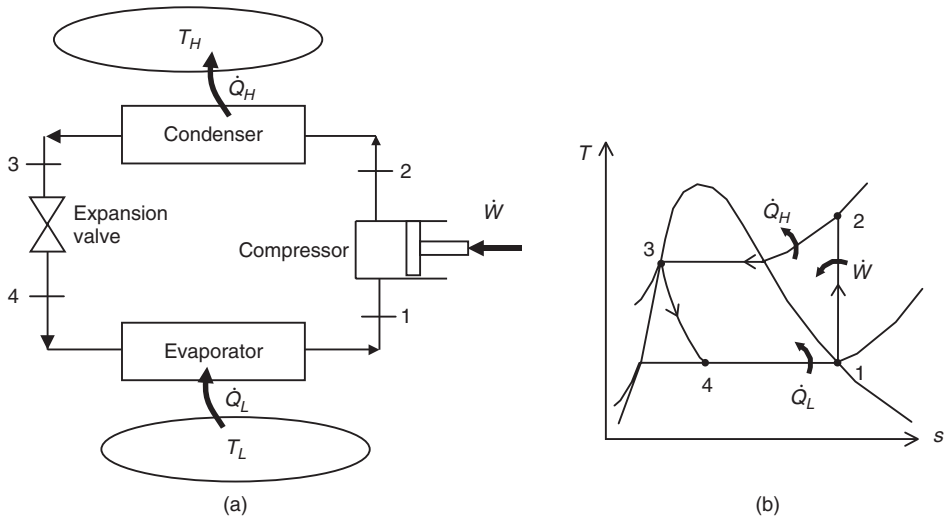 T_H
Q̇_H
Condenser
3
2
Expansion
valve
Compressor
Ẇ
4
1
Evaporator
Q̇_L
T_L
(a)
T
Q̇_H
2
3
Ẇ
4
Q̇_L
1
s
(b)